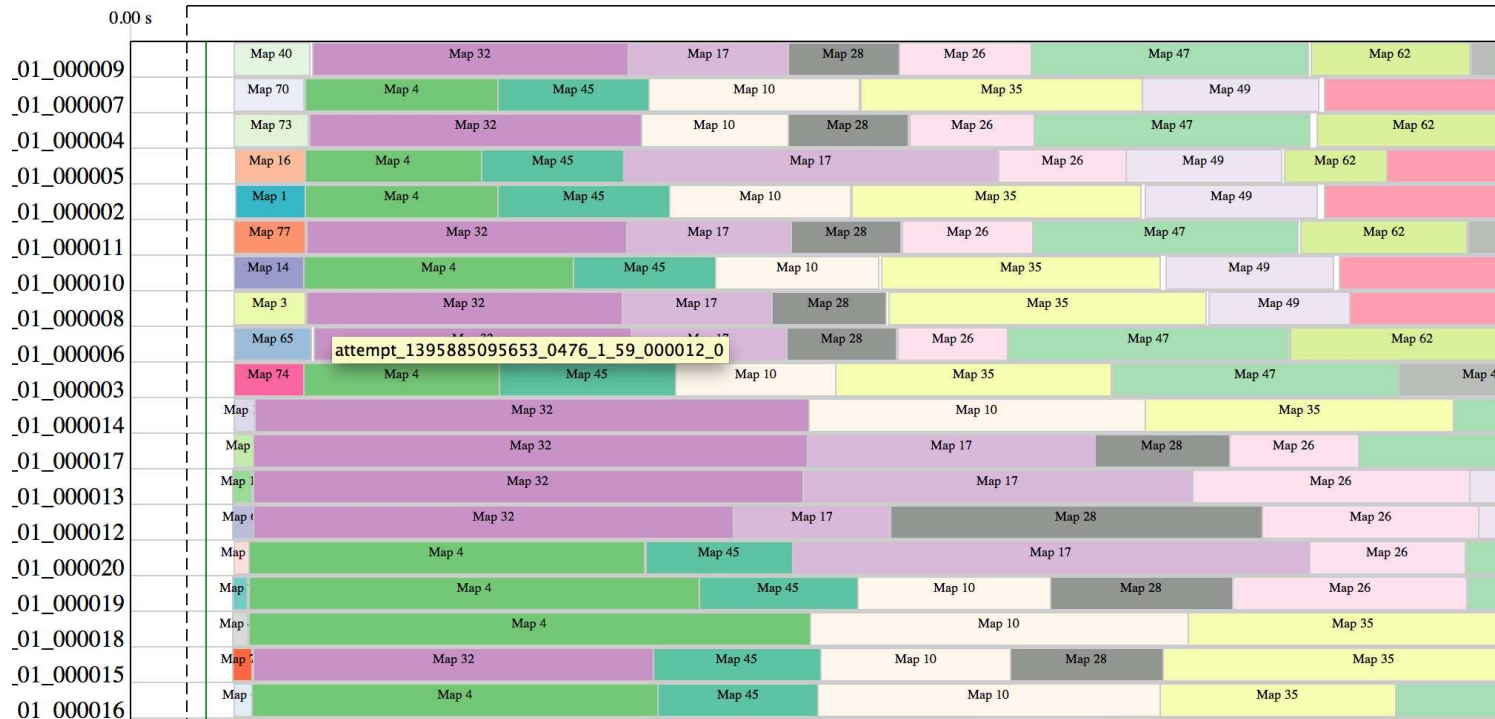 0.00 s
_01_000009 Map 40 Map 32 Map 17 Map 28 Map 26 Map 47 Map 62
_01_000007 Map 70 Map 4 Map 45 Map 10 Map 35 Map 49
_01_000004 Map 73 Map 32 Map 10 Map 28 Map 26 Map 47 Map 62
_01_000005 Map 16 Map 4 Map 45 Map 17 Map 26 Map 49 Map 62
_01_000002 Map 1 Map 4 Map 45 Map 10 Map 35 Map 49
_01_000011 Map 77 Map 32 Map 17 Map 28 Map 26 Map 47 Map 62
_01_000010 Map 14 Map 4 Map 45 Map 10 Map 35 Map 49
_01_000008 Map 3 Map 32 Map 17 Map 28 Map 35 Map 49
_01_000006 Map 65 Map 28 Map 26 Map 47 Map 62
attempt_1395885095653_0476_1_59_000012_0
_01_000003 Map 74 Map 4 Map 45 Map 10 Map 35 Map 47 Map 4
_01_000014 Map Map 32 Map 10 Map 35
_01_000017 Map Map 32 Map 17 Map 28 Map 26
_01_000013 Map 1 Map 32 Map 17 Map 26
_01_000012 Map Map 32 Map 17 Map 28 Map 26
_01_000020 Map Map 4 Map 45 Map 17 Map 26
_01_000019 Map Map 4 Map 45 Map 10 Map 28 Map 26
_01_000018 Map Map 4 Map 10 Map 35
_01_000015 Map 7 Map 32 Map 45 Map 10 Map 28 Map 35
_01_000016 Map Map 4 Map 45 Map 10 Map 35